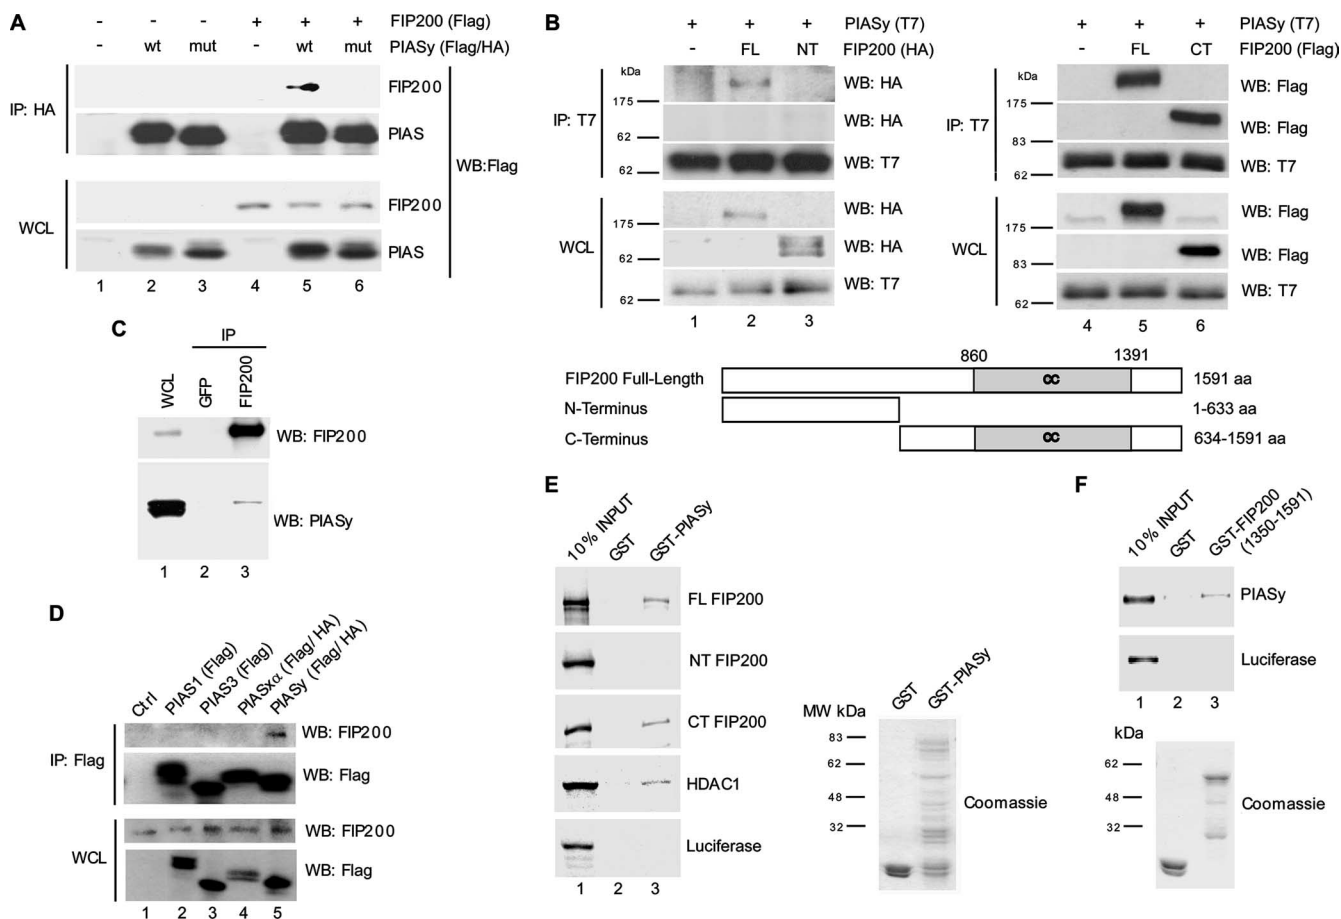 A
- - - + + + FIP200 (Flag)
- wt mut - wt mut PIASy (Flag/HA)
IP: HA
FIP200
PIAS
WB:Flag
WCL
FIP200
PIAS
1 2 3 4 5 6
B
+ + + PIASy (T7)
- FL NT FIP200 (HA)
kDa
WB: HA
175
IP: T7
WB: HA
62
WB: T7
62
WB: HA
175
WCL
WB: HA
62
WB: T7
62
1 2 3
+ + + PIASy (T7)
- FL CT FIP200 (Flag)
kDa
WB: Flag
175
IP: T7
WB: Flag
83
WB: T7
62
WB: Flag
175
WCL
WB: Flag
83
WB: T7
62
4 5 6
860 1391
FIP200 Full-Length CC 1591 aa
N-Terminus 1-633 aa
C-Terminus CC 634-1591 aa
C
IP
WCL GFP FIP200
WB: FIP200
WB: PIASy
1 2 3
D
Ctrl PIAS1 (Flag) PIAS3 (Flag) PIASxα (Flag/ HA) PIASy (Flag/ HA)
IP: Flag
WB: FIP200
WB: Flag
WCL
WB: FIP200
WB: Flag
1 2 3 4 5
E
10% INPUT GST GST-PIASy
FL FIP200
NT FIP200
CT FIP200
HDAC1
Luciferase
1 2 3
GST GST-PIASy
MW kDa
83
62
48
32
Coomassie
F
10% INPUT GST GST-FIP200 (1350-1591)
PIASy
Luciferase
1 2 3
kDa
62
48
32
Coomassie